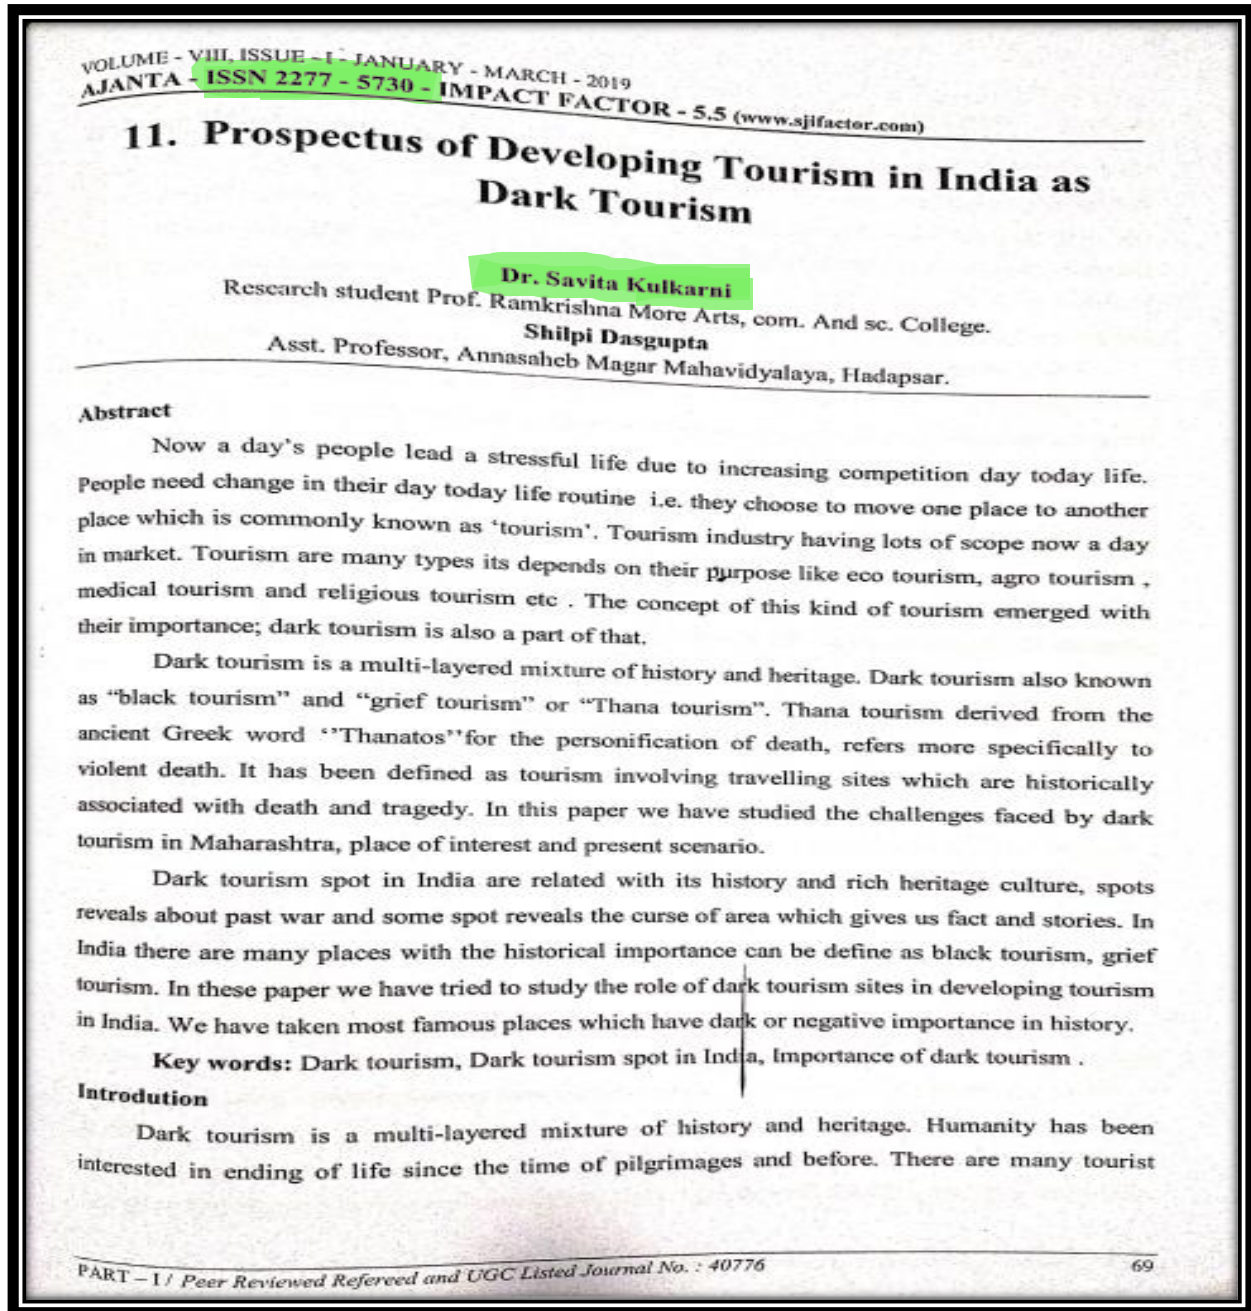 VOLUME - VIII, ISSUE - I - JANUARY - MARCH - 2019
AJANTA - ISSN 2277 - 5730 - IMPACT FACTOR - 5.5 (www.sjifactor.com)
11. Prospectus of Developing Tourism in India as
Dark Tourism
Dr. Savita Kulkarni
Research student Prof. Ramkrishna More Arts, com. And sc. College.
Shilpi Dasgupta
Asst. Professor, Annasaheb Magar Mahavidyalaya, Hadapsar.
Abstract
Now a day's people lead a stressful life due to increasing competition day today life.
People need change in their day today life routine i.e. they choose to move one place to another
place which is commonly known as 'tourism'. Tourism industry having lots of scope now a day
in market. Tourism are many types its depends on their purpose like eco tourism, agro tourism ,
medical tourism and religious tourism etc . The concept of this kind of tourism emerged with
their importance; dark tourism is also a part of that.
Dark tourism is a multi-layered mixture of history and heritage. Dark tourism also known
as "black tourism" and "grief tourism" or "Thana tourism". Thana tourism derived from the
ancient Greek word ''Thanatos''for the personification of death, refers more specifically to
violent death. It has been defined as tourism involving travelling sites which are historically
associated with death and tragedy. In this paper we have studied the challenges faced by dark
tourism in Maharashtra, place of interest and present scenario.
Dark tourism spot in India are related with its history and rich heritage culture, spots
reveals about past war and some spot reveals the curse of area which gives us fact and stories. In
India there are many places with the historical importance can be define as black tourism, grief
tourism. In these paper we have tried to study the role of dark tourism sites in developing tourism
in India. We have taken most famous places which have dark or negative importance in history.
Key words: Dark tourism, Dark tourism spot in India, Importance of dark tourism .
Introdution
Dark tourism is a multi-layered mixture of history and heritage. Humanity has been
interested in ending of life since the time of pilgrimages and before. There are many tourist
PART – I / Peer Reviewed Refereed and UGC Listed Journal No. : 40776
69